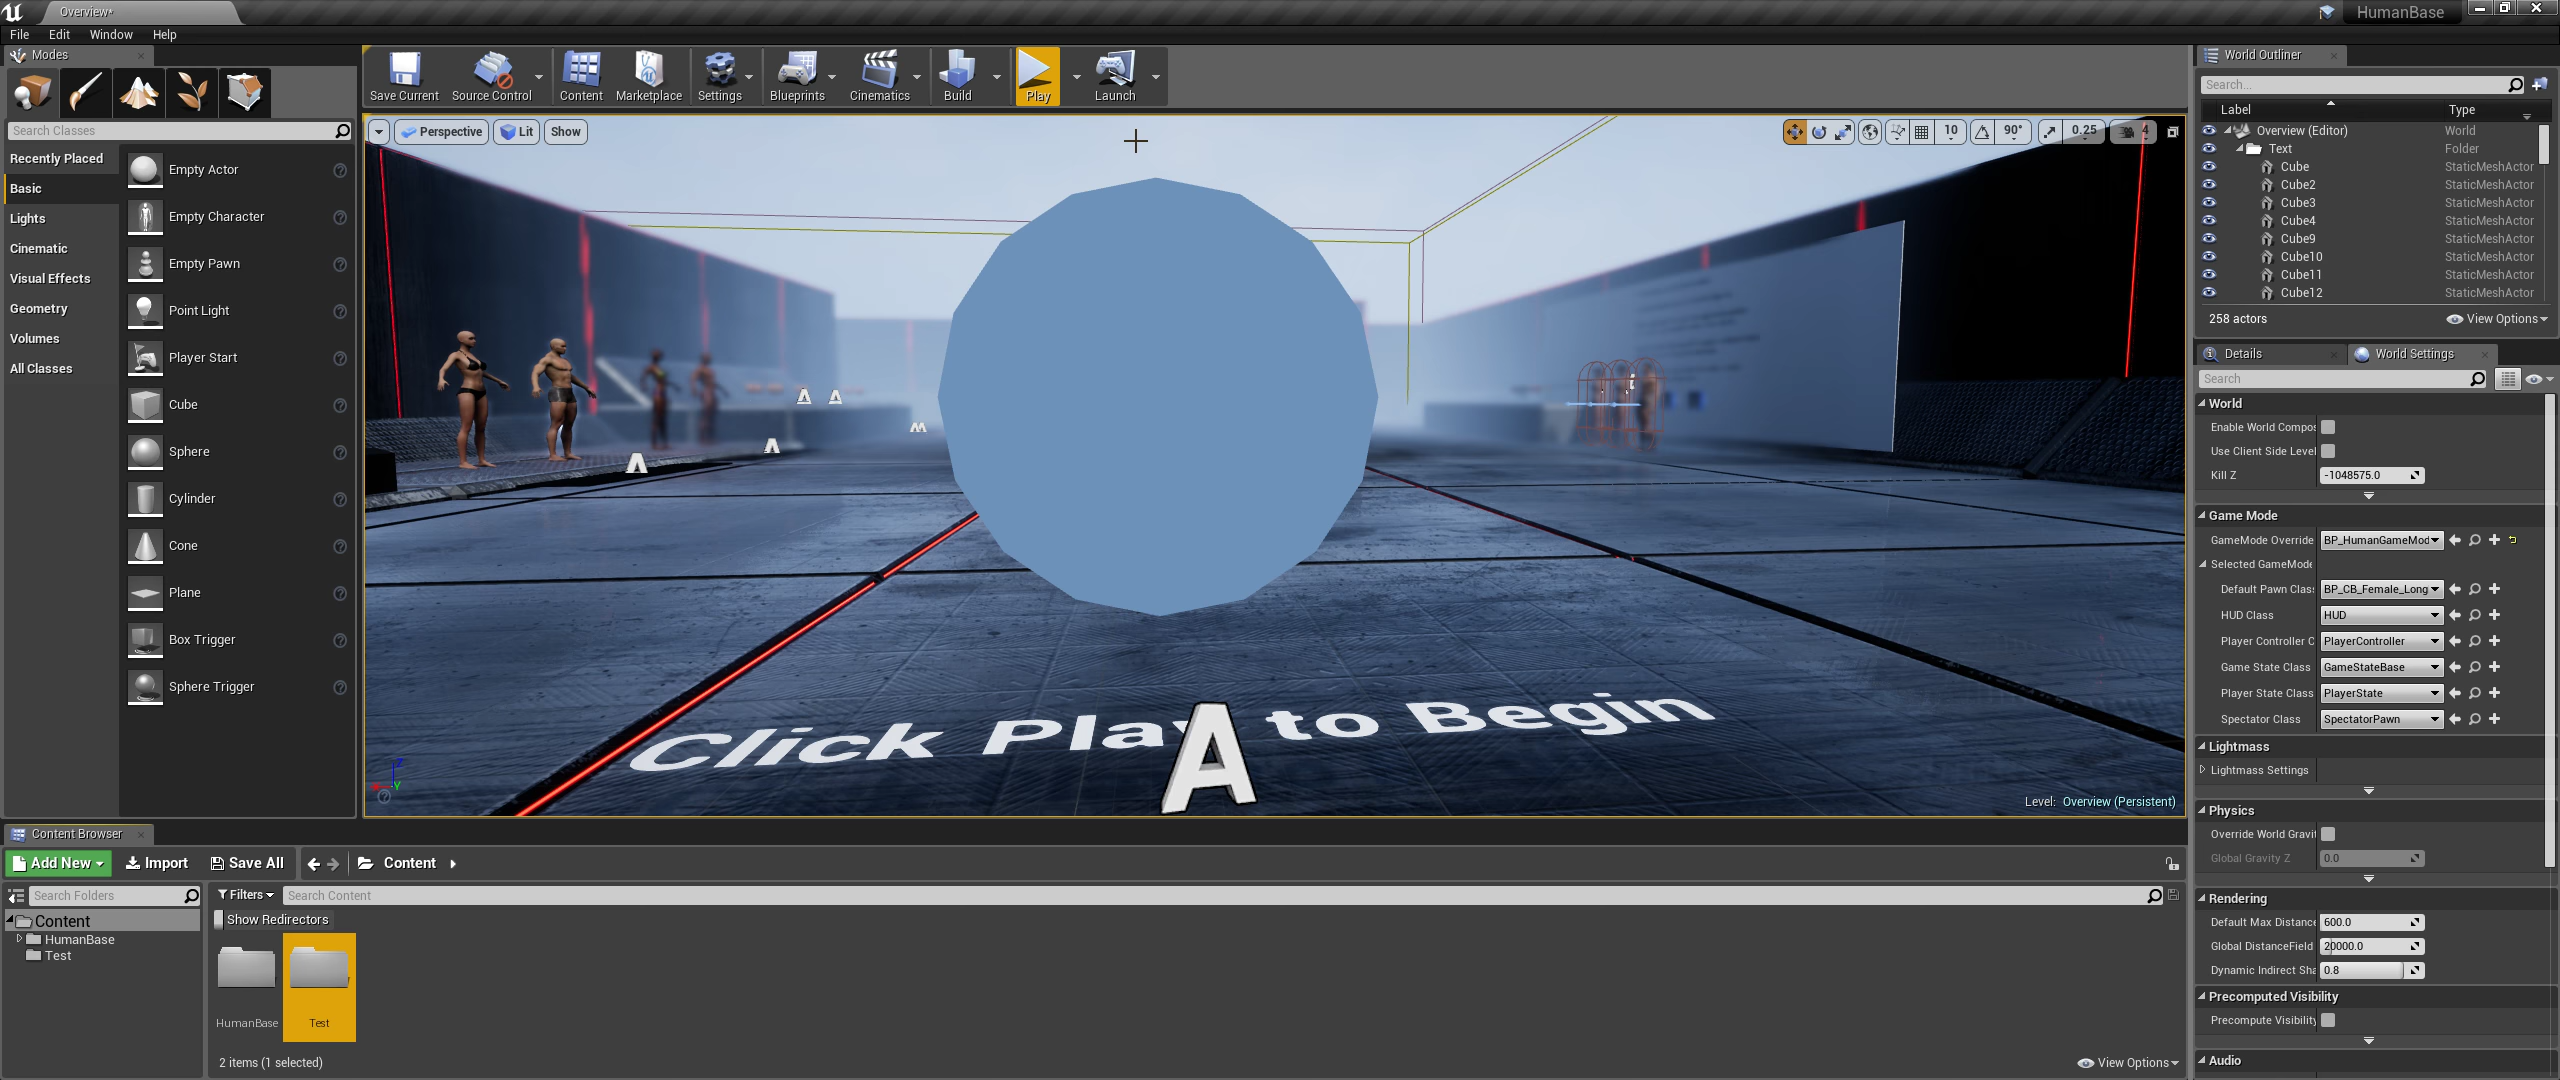 Overview*
HumanBase
File Edit Window Help
Modes
Search Classes
Recently Placed
Basic
Lights
Cinematic
Visual Effects
Geometry
Volumes
All Classes
Empty Actor
Empty Character
Empty Pawn
Point Light
Player Start
Cube
Sphere
Cylinder
Cone
Plane
Box Trigger
Sphere Trigger
Save Current Source Control Content Marketplace Settings Blueprints Cinematics Build Play Launch
Perspective Lit Show
10 90° 0.25 4
Click Play to Begin
A
Level: Overview (Persistent)
World Outliner
Search...
Label Type
Overview (Editor) World
Text Folder
Cube StaticMeshActor
Cube2 StaticMeshActor
Cube3 StaticMeshActor
Cube4 StaticMeshActor
Cube9 StaticMeshActor
Cube10 StaticMeshActor
Cube11 StaticMeshActor
Cube12 StaticMeshActor
258 actors View Options
Details World Settings
Search
World
Enable World Compos
Use Client Side Level
Kill Z -1048575.0
Game Mode
GameMode Override BP_HumanGameMod
Selected GameMode
Default Pawn Class BP_CB_Female_Long
HUD Class HUD
Player Controller C PlayerController
Game State Class GameStateBase
Player State Class PlayerState
Spectator Class SpectatorPawn
Lightmass
Lightmass Settings
Physics
Override World Gravit
Global Gravity Z 0.0
Rendering
Default Max Distance 600.0
Global DistanceField 20000.0
Dynamic Indirect Sha 0.8
Precomputed Visibility
Precompute Visibility
Audio
Content Browser
Add New Import Save All Content
Search Folders
Content
HumanBase
Test
Filters Search Content
Show Redirectors
HumanBase Test
2 items (1 selected) View Options